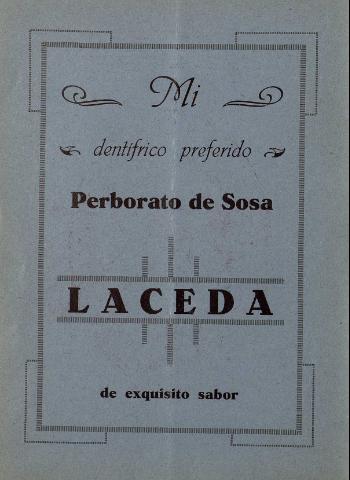 Mi
dentífrico preferido
Perborato de Sosa
LACEDA
de exquisito sabor